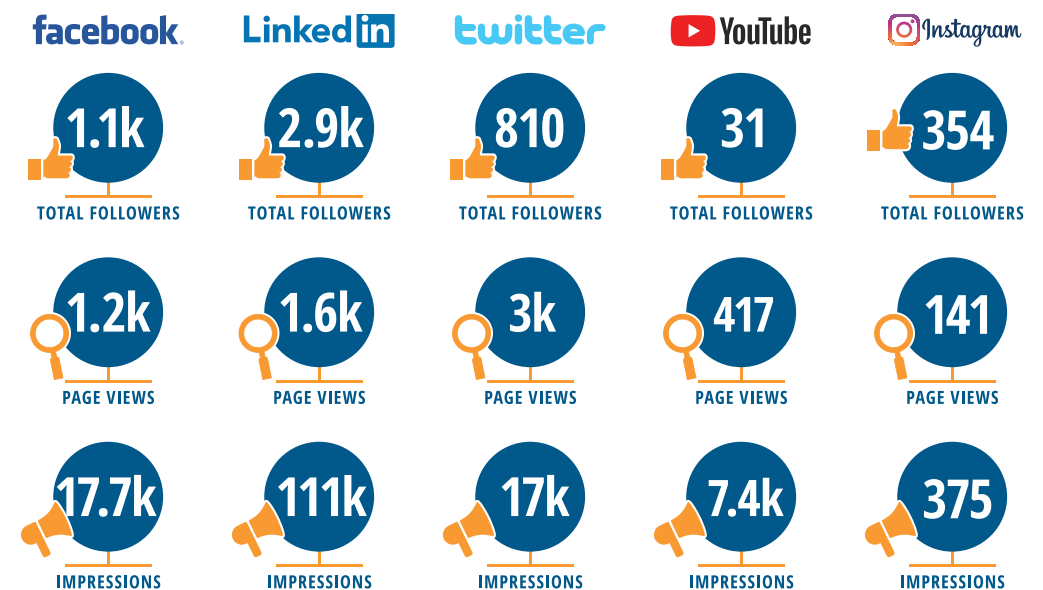 facebook. Linkedin twitter YouTube Instagram
1.1k 2.9k 810 31 354
TOTAL FOLLOWERS TOTAL FOLLOWERS TOTAL FOLLOWERS TOTAL FOLLOWERS TOTAL FOLLOWERS
1.2k 1.6k 3k 417 141
PAGE VIEWS PAGE VIEWS PAGE VIEWS PAGE VIEWS PAGE VIEWS
17.7k 111k 17k 7.4k 375
IMPRESSIONS IMPRESSIONS IMPRESSIONS IMPRESSIONS IMPRESSIONS